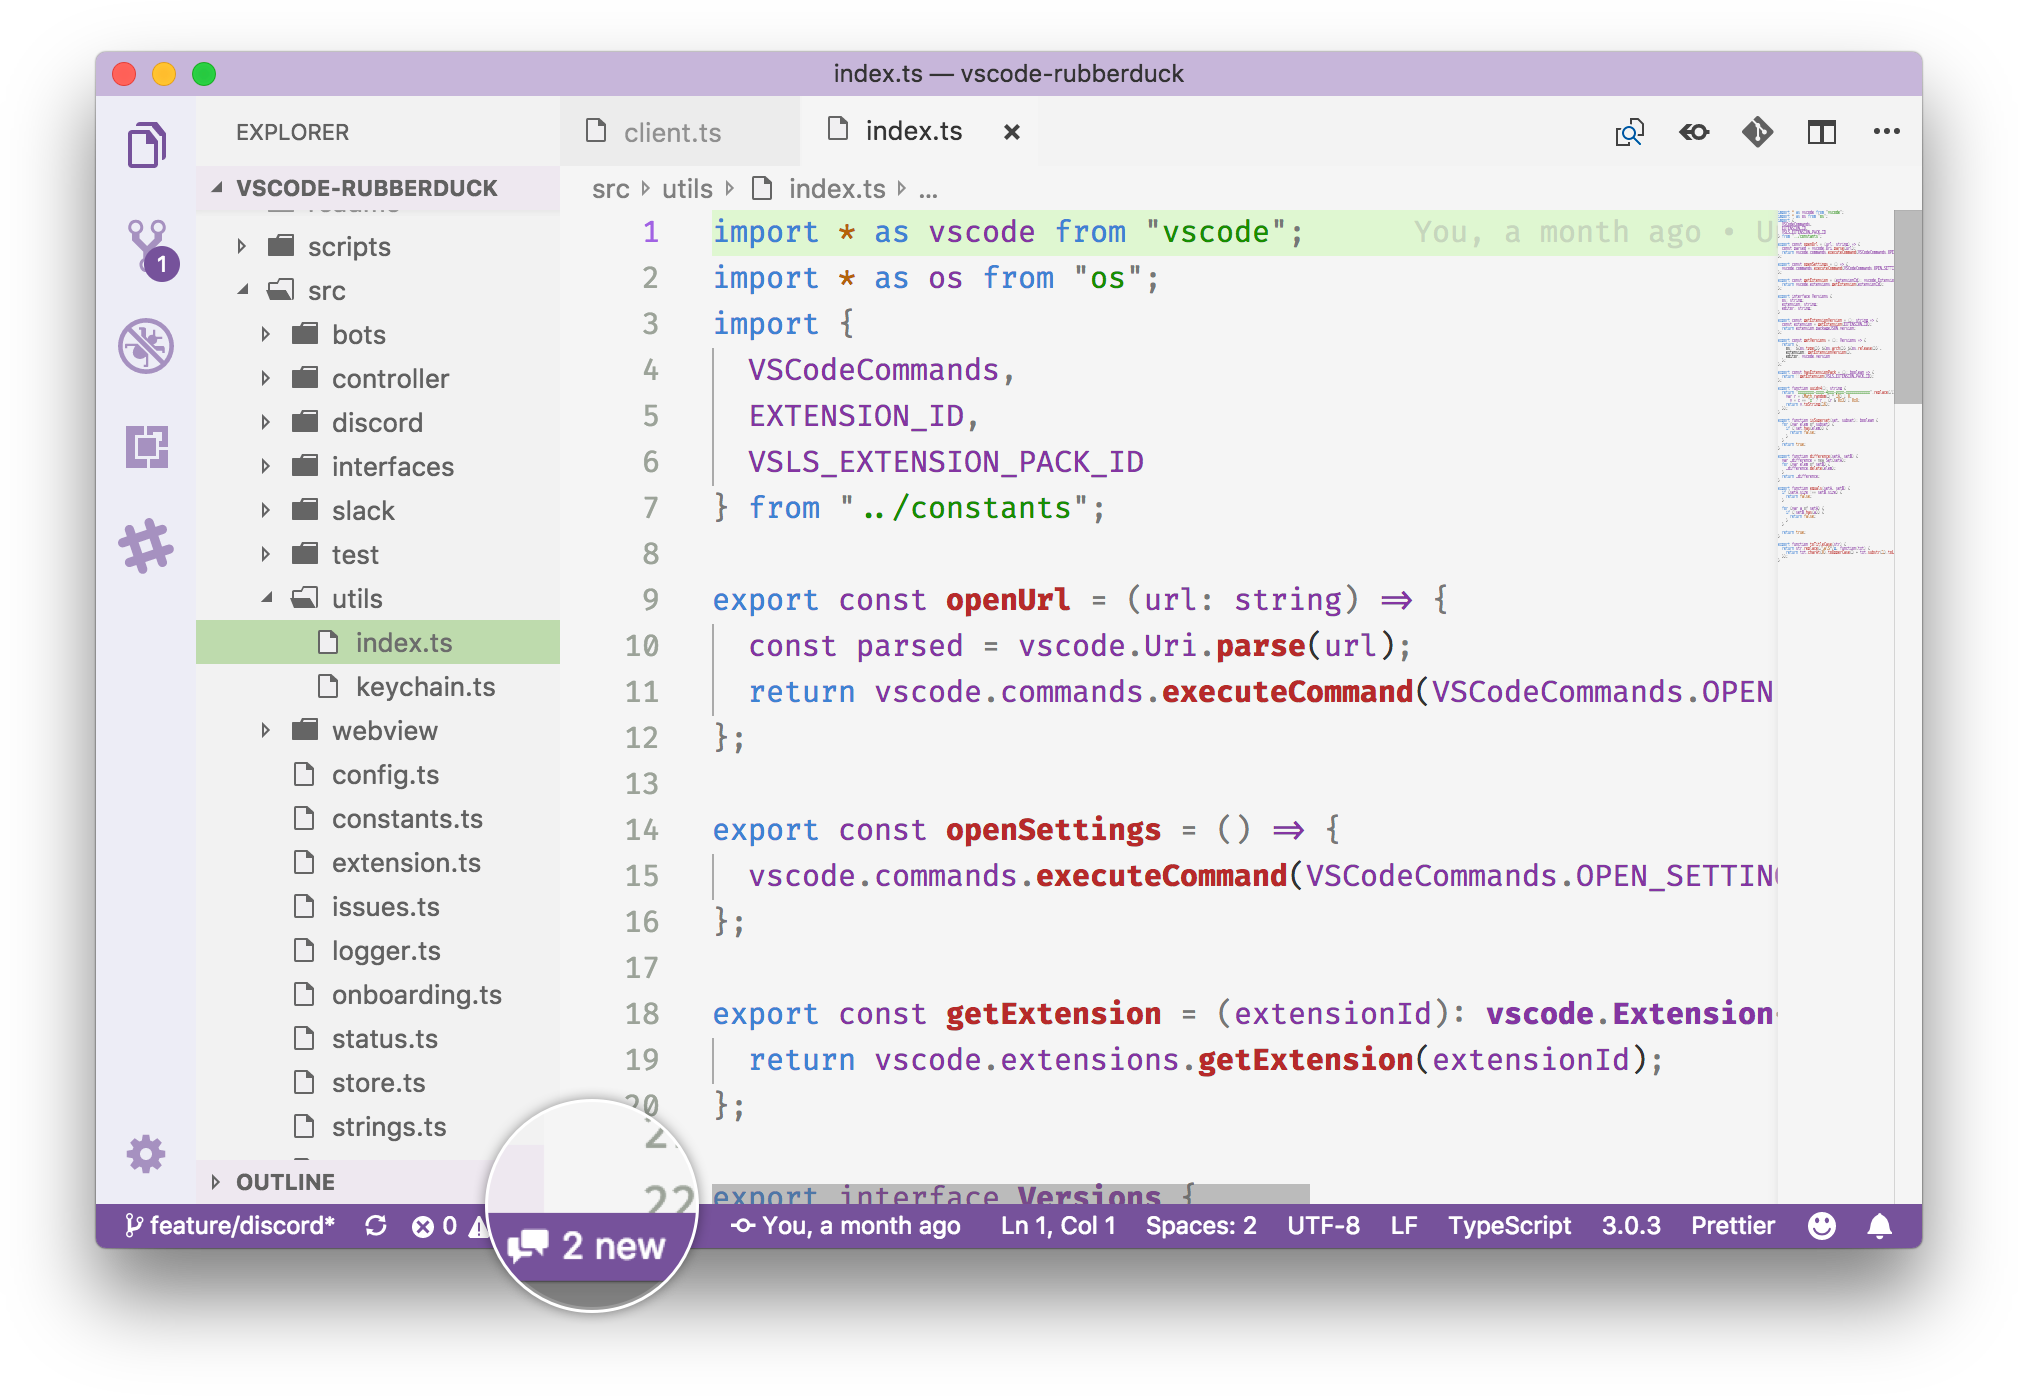 index.ts — vscode-rubberduck
EXPLORER
client.ts
index.ts
VSCODE-RUBBERDUCK
src utils index.ts ...
scripts
src
bots
controller
discord
interfaces
slack
test
utils
index.ts
keychain.ts
webview
config.ts
constants.ts
extension.ts
issues.ts
logger.ts
onboarding.ts
status.ts
store.ts
strings.ts
OUTLINE
1
1 import * as vscode from "vscode"; You, a month ago • U
2 import * as os from "os";
3 import {
4 VSCodeCommands,
5 EXTENSION_ID,
6 VSLS_EXTENSION_PACK_ID
7 } from "../constants";
8
9 export const openUrl = (url: string) => {
10 const parsed = vscode.Uri.parse(url);
11 return vscode.commands.executeCommand(VSCodeCommands.OPEN
12 };
13
14 export const openSettings = () => {
15 vscode.commands.executeCommand(VSCodeCommands.OPEN_SETTIN
16 };
17
18 export const getExtension = (extensionId): vscode.Extension
19 return vscode.extensions.getExtension(extensionId);
20 };
22 export interface Versions {
feature/discord* 0 2 new You, a month ago Ln 1, Col 1 Spaces: 2 UTF-8 LF TypeScript 3.0.3 Prettier